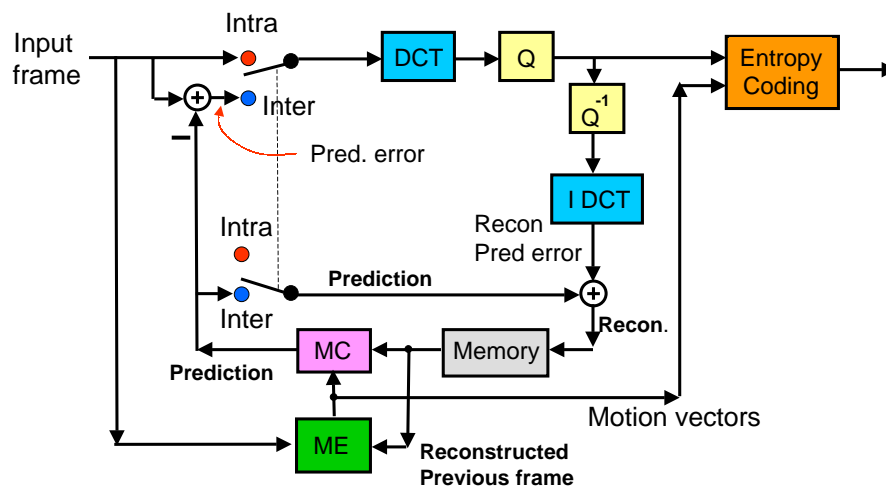 Intra
Input
frame
DCT
Q
Entropy
Coding
+
Inter
–
Q-1
Pred. error
I DCT
Intra
Recon
Pred error
Prediction
+
Inter
Recon.
MC
Memory
Prediction
Motion vectors
ME
Reconstructed
Previous frame